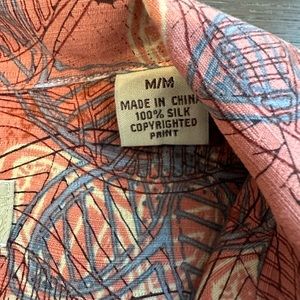 M/M
MADE IN CHINA
100% SILK
COPYRIGHTED
PRINT